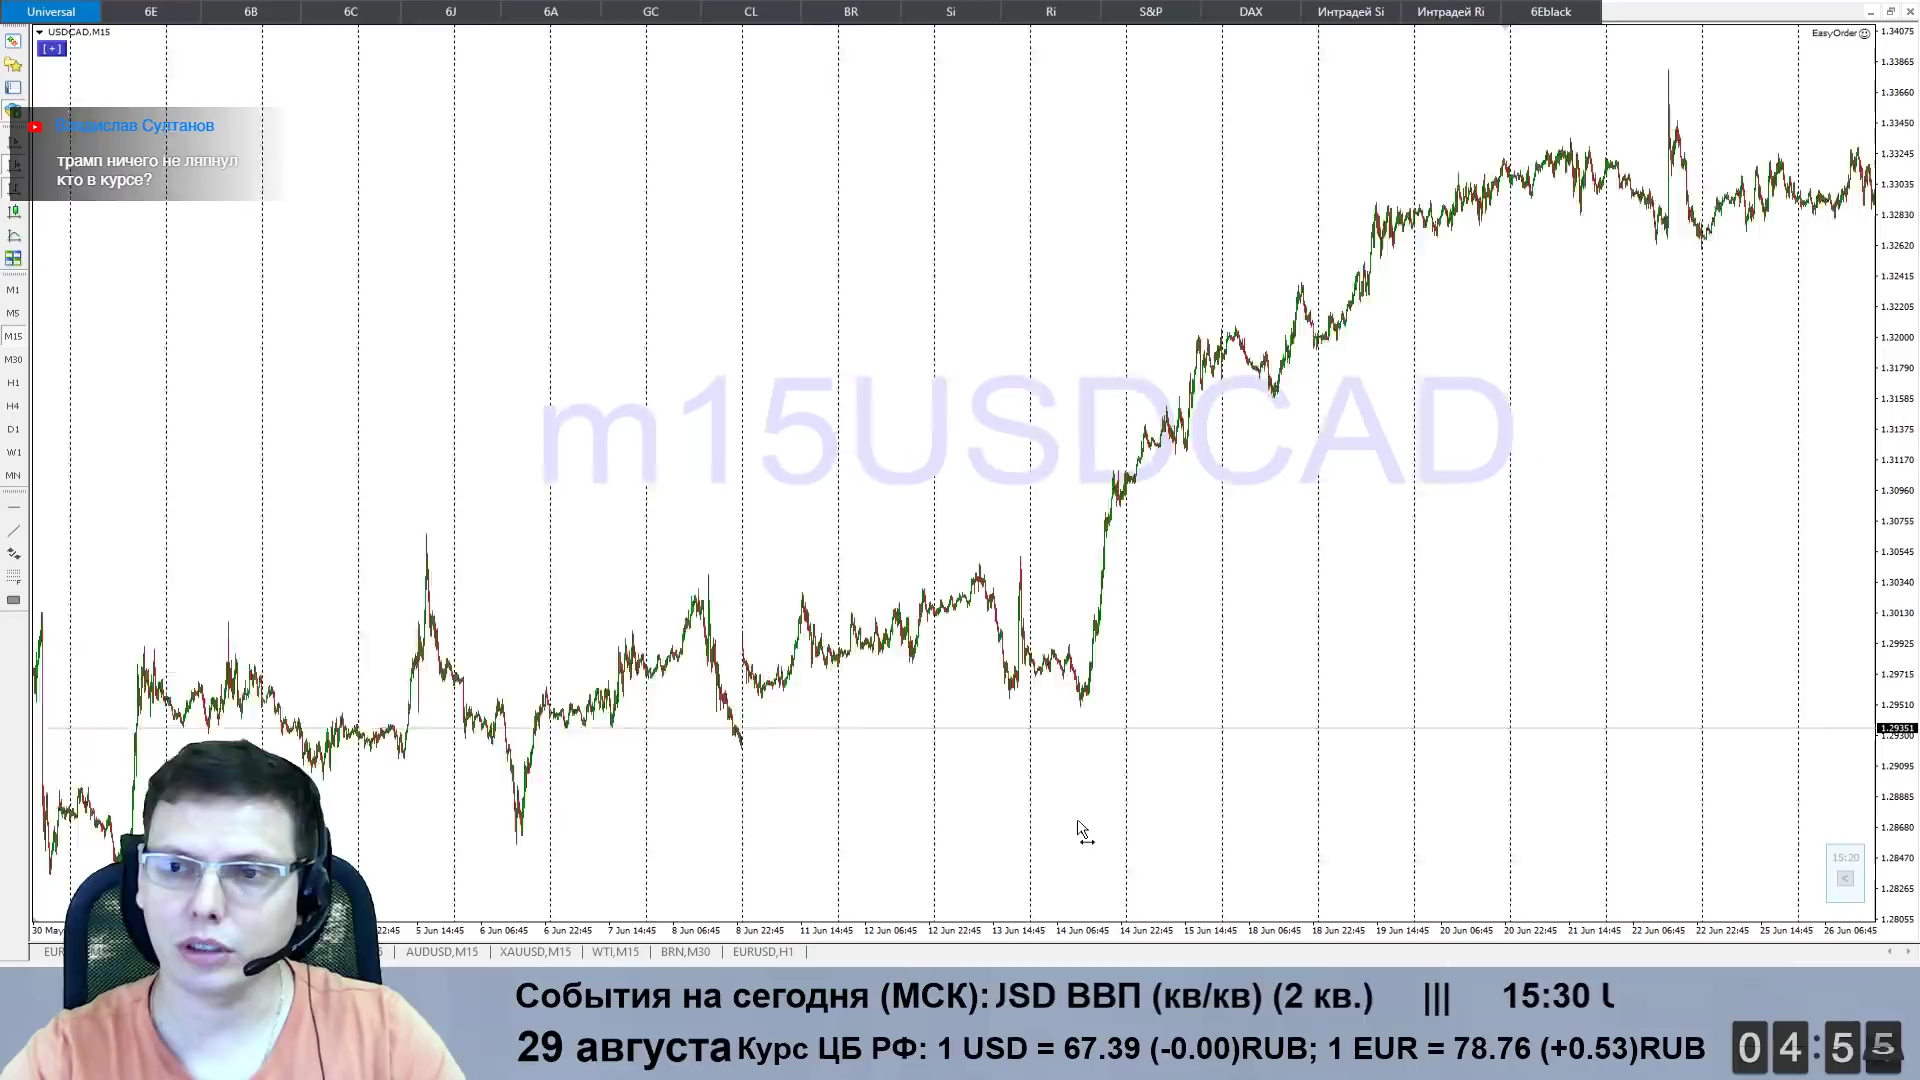 Universal 6E 6B 6C 6J 6A GC CL BR Si Ri S&P DAX Интрадей Si Интрадей Ri 6Eblack
USDCAD,M15
EasyOrder
[+]
Владислав Султанов
трамп ничего не ляпнул
кто в курсе?
M1
M5
M15
M30
H1
H4
D1
W1
MN
m15USDCAD
1.34075
1.33865
1.33660
1.33450
1.33245
1.33035
1.32830
1.32620
1.32415
1.32205
1.32000
1.31790
1.31585
1.31375
1.31170
1.30960
1.30755
1.30545
1.30340
1.30130
1.29925
1.29715
1.29510
1.29351
1.29300
1.29095
1.28885
1.28680
1.28470
1.28265
1.28055
15:20
<
30 May 22:45 5 Jun 14:45 6 Jun 06:45 6 Jun 22:45 7 Jun 14:45 8 Jun 06:45 8 Jun 22:45 11 Jun 14:45 12 Jun 06:45 12 Jun 22:45 13 Jun 14:45 14 Jun 06:45 14 Jun 22:45 15 Jun 14:45 18 Jun 06:45 18 Jun 22:45 19 Jun 14:45 20 Jun 06:45 20 Jun 22:45 21 Jun 14:45 22 Jun 06:45 22 Jun 22:45 25 Jun 14:45 26 Jun 06:45
EUR AUDUSD,M15 XAUUSD,M15 WTI,M15 BRN,M30 EURUSD,H1
События на сегодня (МСК): USD ВВП (кв/кв) (2 кв.) ||| 15:30 U
29 августа Курс ЦБ РФ: 1 USD = 67.39 (-0.00)RUB; 1 EUR = 78.76 (+0.53)RUB
04:55